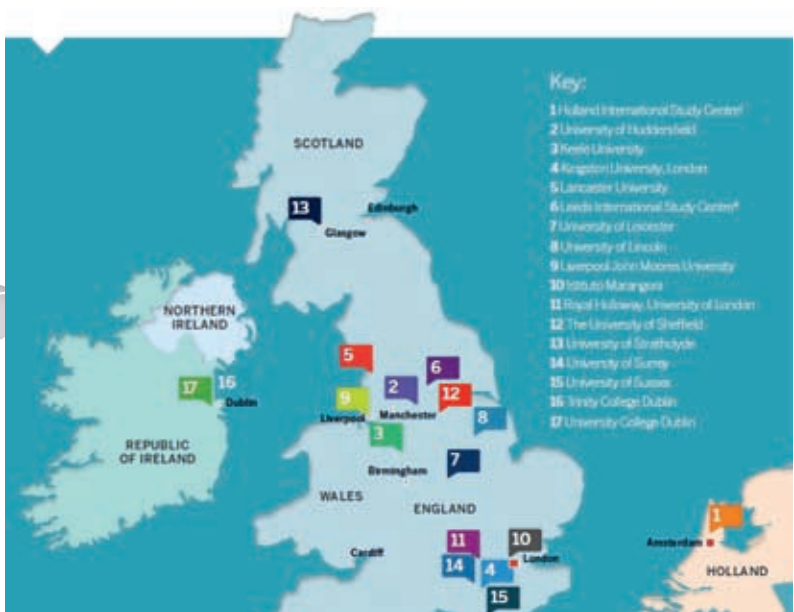 Key:
1 Holland International Study Centre
2 University of Huddersfield
3 Keele University
4 Kingston University, London
5 Lancaster University
6 Leeds International Study Centre
7 University of Leicester
8 University of Lincoln
9 Liverpool John Moores University
10 Istituto Marangoni
11 Royal Holloway, University of London
12 The University of Sheffield
13 University of Strathclyde
14 University of Surrey
15 University of Sussex
16 Trinity College Dublin
17 University College Dublin
SCOTLAND
13
Edinburgh
Glasgow
NORTHERN
IRELAND
5
6
17
16
2
12
Dublin
9
Liverpool
Manchester
8
3
REPUBLIC
OF IRELAND
Birmingham
7
WALES
ENGLAND
1
11
10
Amsterdam
Cardiff
London
14
4
HOLLAND
15